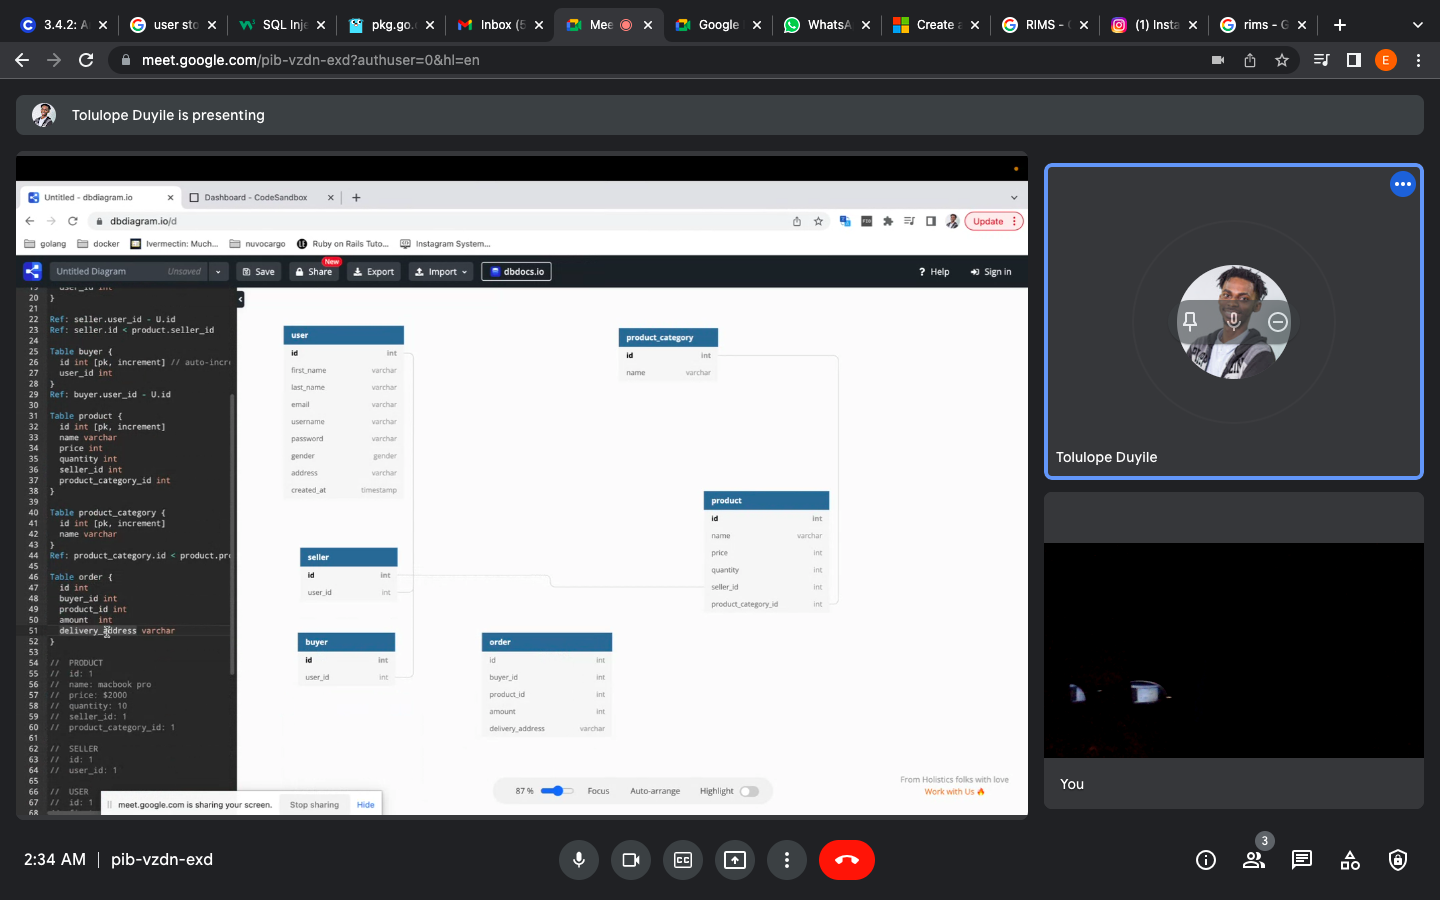 3.4.2: A
user sto
SQL Inje
pkg.go.c
Inbox (5
Mee
Google
WhatsA
Create a
RIMS - 
(1) Insta
rims - G
meet.google.com/pib-vzdn-exd?authuser=0&hl=en
E
Tolulope Duyile is presenting
Untitled - dbdiagram.io
Dashboard - CodeSandbox
dbdiagram.io/d
Update
golang
docker
Ivermectin: Much...
nuvocargo
Ruby on Rails Tuto...
Instagram System...
Untitled Diagram
Unsaved
Save
New
Share
Export
Import
dbdocs.io
Help
Sign in
19 user_id int
20 }
21
22 Ref: seller.user_id - U.id
23 Ref: seller.id < product.seller_id
24
25 Table buyer {
26 id int [pk, increment] // auto-incre
27 user_id int
28 }
29 Ref: buyer.user_id - U.id
30
31 Table product {
32 id int [pk, increment]
33 name varchar
34 price int
35 quantity int
36 seller_id int
37 product_category_id int
38 }
39
40 Table product_category {
41 id int [pk, increment]
42 name varchar
43 }
44 Ref: product_category.id < product.pro
45
46 Table order {
47 id int
48 buyer_id int
49 product_id int
50 amount  int
51 delivery_address varchar
52 }
53
54 //  PRODUCT
55 //  id: 1
56 //  name: macbook pro
57 //  price: $2000
58 //  quantity: 10
59 //  seller_id: 1
60 //  product_category_id: 1
61
62 //  SELLER
63 //  id: 1
64 //  user_id: 1
65
66 //  USER
67 //  id: 1
68
user
id int
first_name varchar
last_name varchar
email varchar
username varchar
password varchar
gender gender
address varchar
created_at timestamp
product_category
id int
name varchar
product
id int
name varchar
price int
quantity int
seller_id int
product_category_id int
seller
id int
user_id int
buyer
id int
user_id int
order
id int
buyer_id int
product_id int
amount int
delivery_address varchar
87 %
Focus
Auto-arrange
Highlight
From Holistics folks with love
Work with Us
meet.google.com is sharing your screen.
Stop sharing
Hide
Tolulope Duyile
You
2:34 AM | pib-vzdn-exd
3